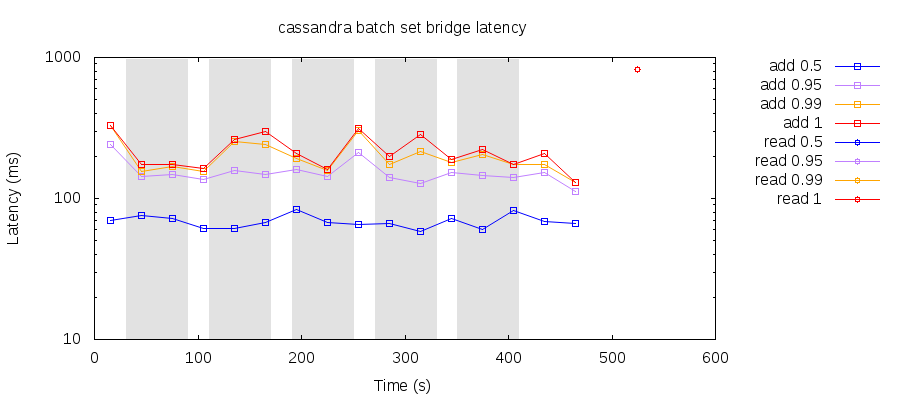 cassandra batch set bridge latency
Latency (ms)
1000
100
10
0 100 200 300 400 500 600
Time (s)
add 0.5
add 0.95
add 0.99
add 1
read 0.5
read 0.95
read 0.99
read 1